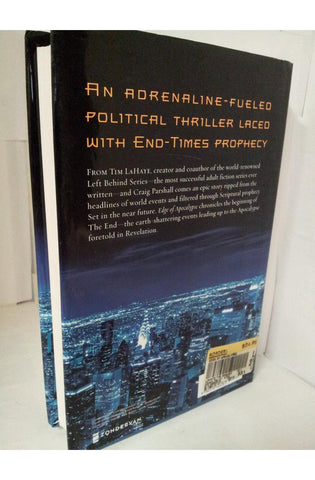 AN ADRENALINE-FUELED
POLITICAL THRILLER LACED
WITH END-TIMES PROPHECY
FROM TIM LAHAYE, creator and coauthor of the world-renowned
Left Behind Series—the most successful adult fiction series ever
written—and Craig Parshall comes an epic story ripped from the
headlines of world events and filtered through Scriptural prophecy.
Set in the near future, Edge of Apocalypse chronicles the beginning of
The End—the earth-shattering events leading up to the Apocalypse
foretold in Revelation.
ZONDERVAN